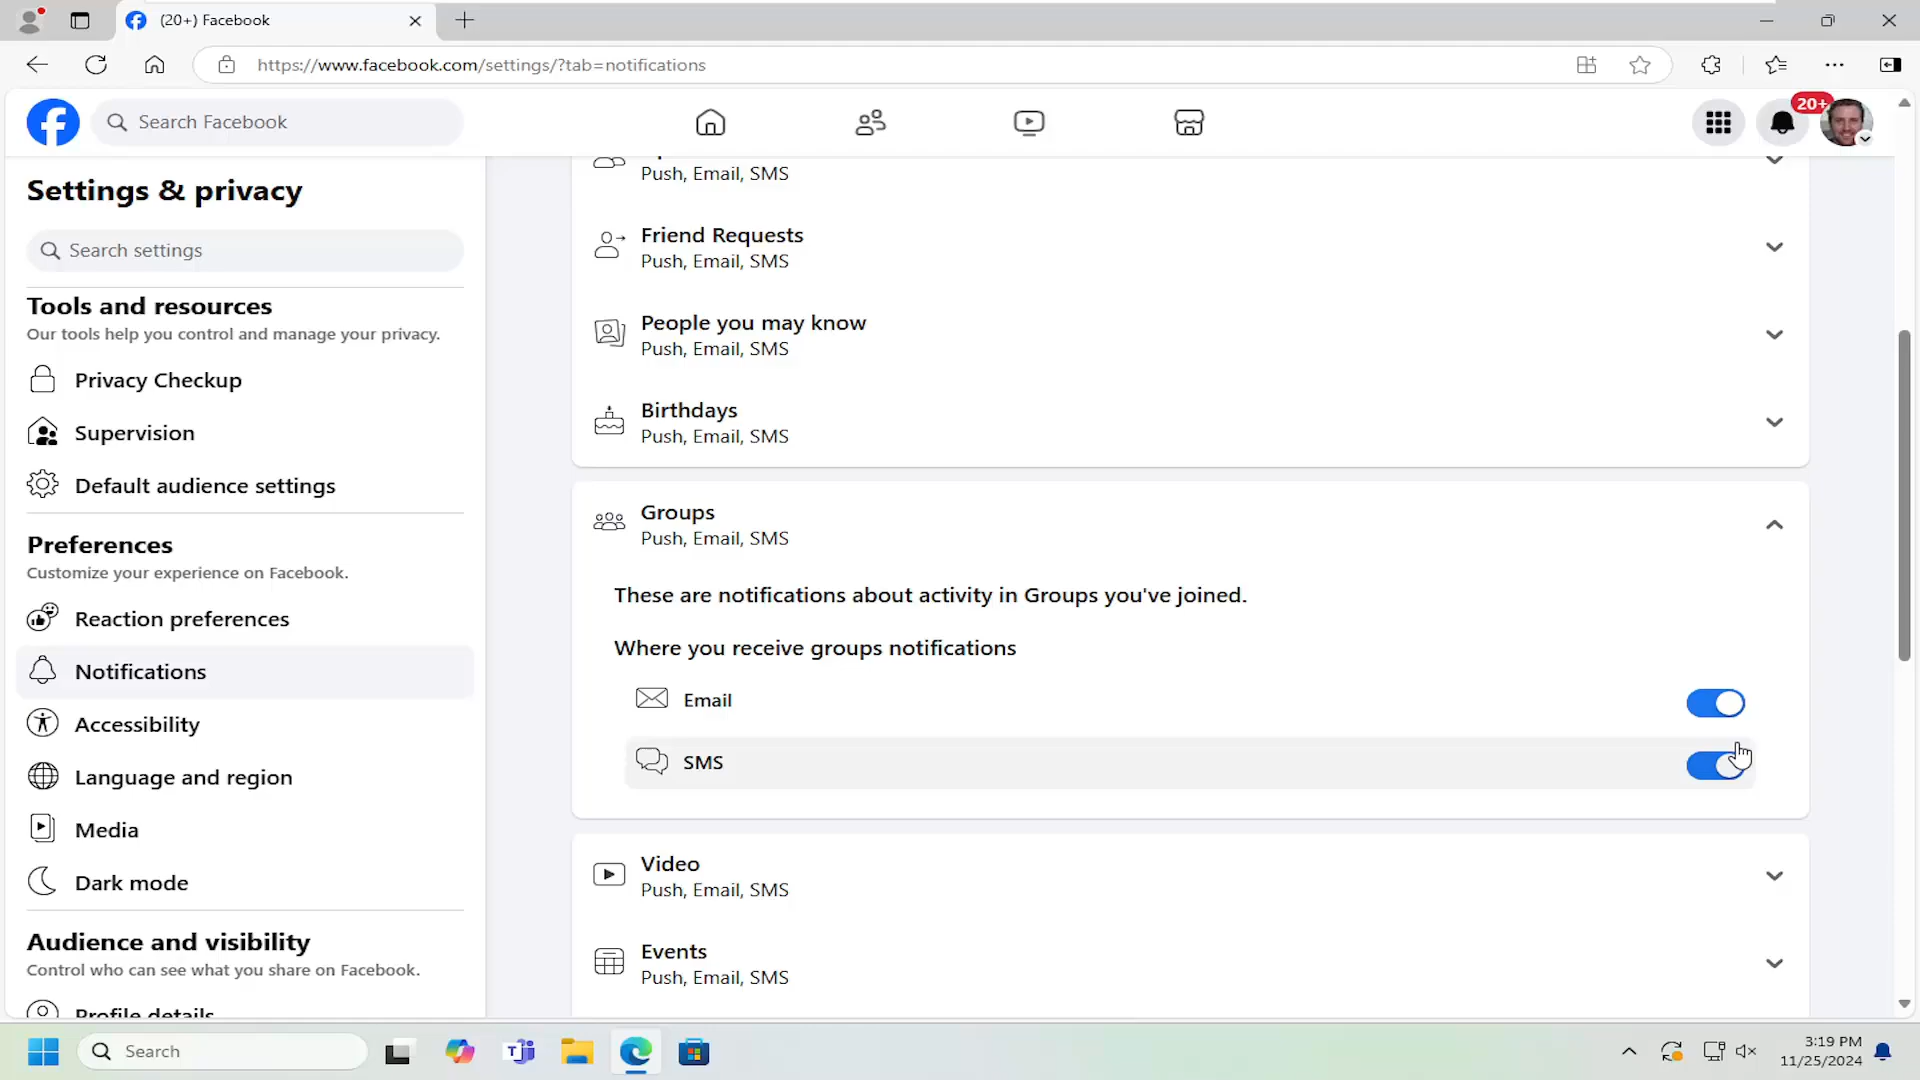 (20+) Facebook
https://www.facebook.com/settings/?tab=notifications
Search Facebook
20+
Settings & privacy
Search settings
Tools and resources
Our tools help you control and manage your privacy.
Privacy Checkup
Supervision
Default audience settings
Preferences
Customize your experience on Facebook.
Reaction preferences
Notifications
Accessibility
Language and region
Media
Dark mode
Audience and visibility
Control who can see what you share on Facebook.
Profile details
Push, Email, SMS
Friend Requests
Push, Email, SMS
People you may know
Push, Email, SMS
Birthdays
Push, Email, SMS
Groups
Push, Email, SMS
These are notifications about activity in Groups you've joined.
Where you receive groups notifications
Email
SMS
Video
Push, Email, SMS
Events
Push, Email, SMS
Search
3:19 PM
11/25/2024